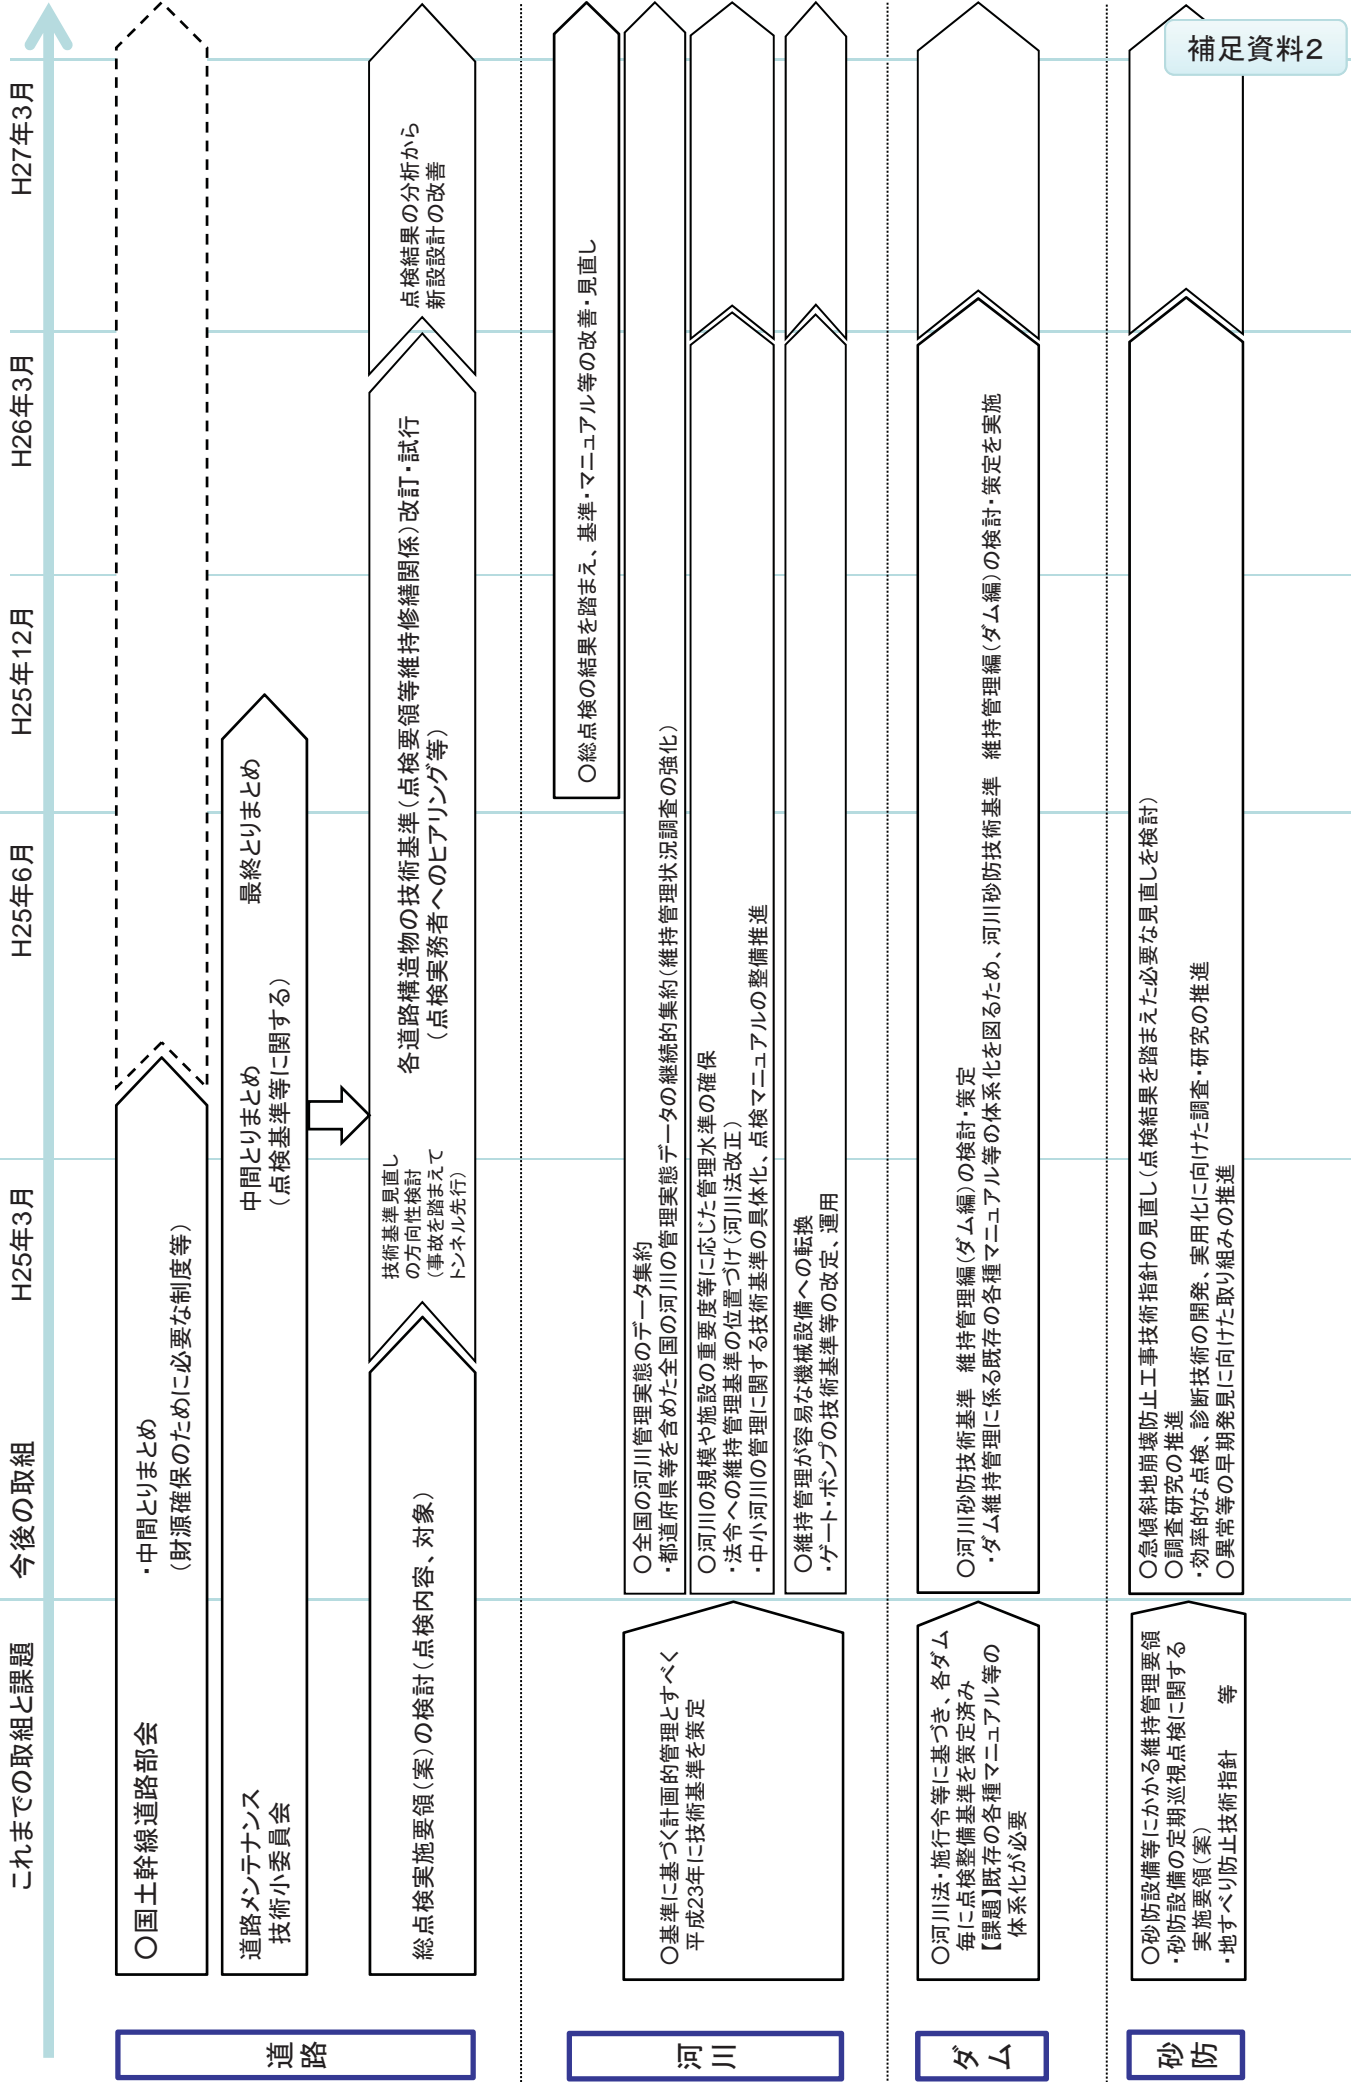 補足資料2
これまでの取組と課題
今後の取組
H25年3月
H25年6月
H25年12月
H26年3月
H27年3月
道路
〇国土幹線道路部会
・中間とりまとめ
（財源確保のために必要な制度等）
道路メンテナンス
技術小委員会
中間とりまとめ
（点検基準等に関する）
最終とりまとめ
総点検実施要領（案）の検討（点検内容、対象）
技術基準見直し
の方向性検討
（事故を踏まえて
トンネル先行）
各道路構造物の技術基準（点検要領等維持修繕関係）改訂・試行
（点検実務者へのヒアリング等）
点検結果の分析から
新設設計の改善
河川
〇基準に基づく計画的管理とすべく
平成23年に技術基準を策定
〇総点検の結果を踏まえ、基準・マニュアル等の改善・見直し
〇全国の河川管理実態のデータ集約
・都道府県等を含めた全国の河川の管理実態データの継続的集約（維持管理状況調査の強化）
〇河川の規模や施設の重要度等に応じた管理水準の確保
・法令への維持管理基準の位置づけ（河川法改正）
・中小河川の管理に関する技術基準の具体化、点検マニュアルの整備推進
〇維持管理が容易な機械設備への転換
・ゲート・ポンプの技術基準等の改定、運用
ダム
〇河川法・施行令等に基づき、各ダム
毎に点検整備基準を策定済み
【課題】既存の各種マニュアル等の
体系化が必要
〇河川砂防技術基準　維持管理編（ダム編）の検討・策定
・ダム維持管理に係る既存の各種マニュアル等の体系化を図るため、河川砂防技術基準　維持管理編（ダム編）の検討・策定を実施
砂防
〇砂防設備等にかかる維持管理要領
・砂防設備の定期巡視点検に関する
実施要領（案）
・地すべり防止技術指針　　等
〇急傾斜地崩壊防止工事技術指針の見直し（点検結果を踏まえた必要な見直しを検討）
〇調査研究の推進
・効率的な点検、診断技術の開発、実用化に向けた調査・研究の推進
〇異常等の早期発見に向けた取り組みの推進